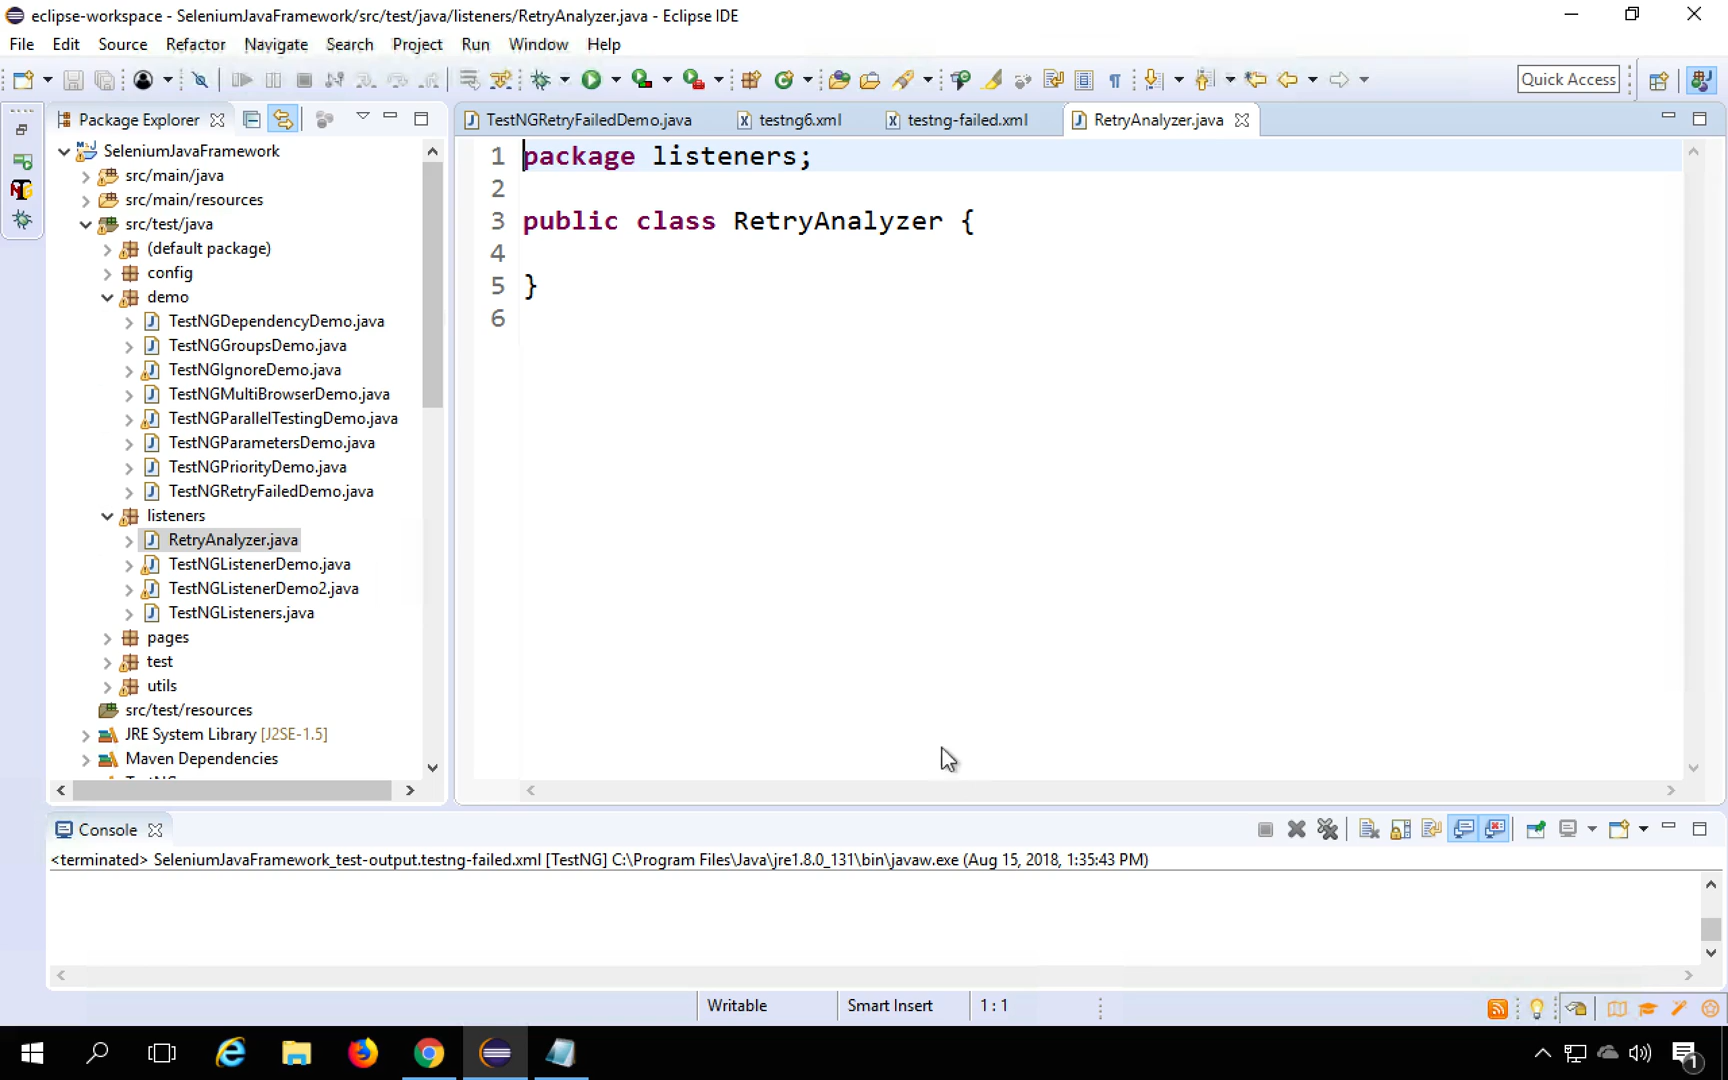 eclipse-workspace - SeleniumJavaFramework/src/test/java/listeners/RetryAnalyzer.java - Eclipse IDE
File Edit Source Refactor Navigate Search Project Run Window Help
Quick Access
Package Explorer
TestNGRetryFailedDemo.java testng6.xml testng-failed.xml RetryAnalyzer.java
SeleniumJavaFramework
src/main/java
src/main/resources
src/test/java
(default package)
config
demo
TestNGDependencyDemo.java
TestNGGroupsDemo.java
TestNGIgnoreDemo.java
TestNGMultiBrowserDemo.java
TestNGParallelTestingDemo.java
TestNGParametersDemo.java
TestNGPriorityDemo.java
TestNGRetryFailedDemo.java
listeners
RetryAnalyzer.java
TestNGListenerDemo.java
TestNGListenerDemo2.java
TestNGListeners.java
pages
test
utils
src/test/resources
JRE System Library [J2SE-1.5]
Maven Dependencies
1 package listeners;
2
3 public class RetryAnalyzer {
4
5 }
6
Console
<terminated> SeleniumJavaFramework_test-output.testng-failed.xml [TestNG] C:\Program Files\Java\jre1.8.0_131\bin\javaw.exe (Aug 15, 2018, 1:35:43 PM)
Writable Smart Insert 1 : 1
1